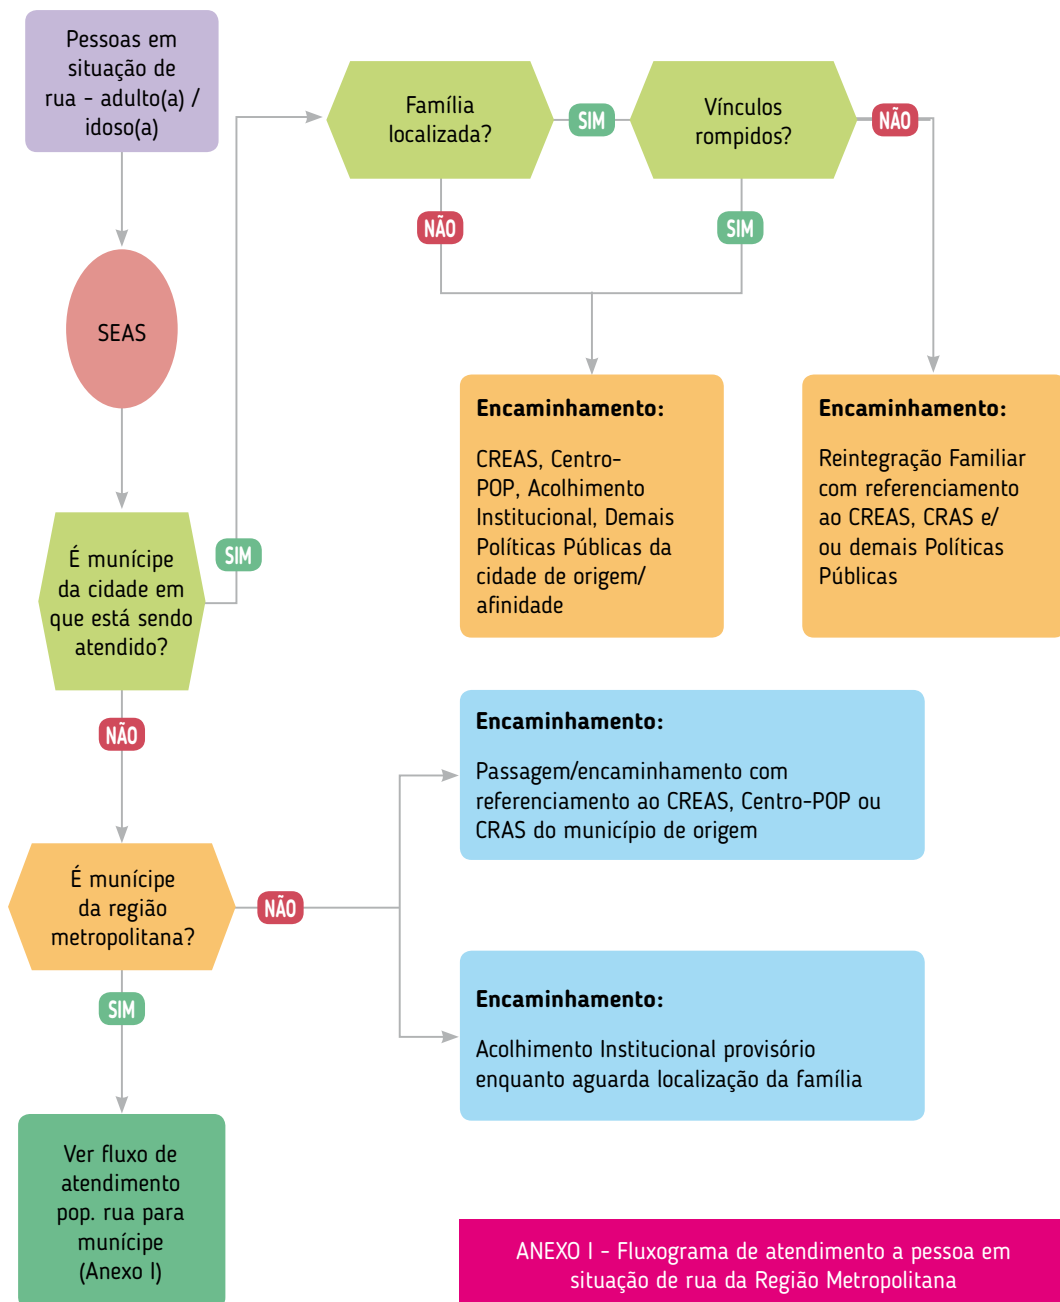 Pessoas em
situação de
rua - adulto(a) /
idoso(a)
SEAS
É munícipe
da cidade em
que está sendo
atendido?
SIM
Família
localizada?
SIM
Vínculos
rompidos?
NÃO
NÃO
SIM
Encaminhamento:
CREAS, Centro-
POP, Acolhimento
Institucional, Demais
Políticas Públicas da
cidade de origem/
afinidade
Encaminhamento:
Reintegração Familiar
com referenciamento
ao CREAS, CRAS e/
ou demais Políticas
Públicas
NÃO
É munícipe
da região
metropolitana?
NÃO
Encaminhamento:
Passagem/encaminhamento com
referenciamento ao CREAS, Centro-POP ou
CRAS do município de origem
Encaminhamento:
Acolhimento Institucional provisório
enquanto aguarda localização da família
SIM
Ver fluxo de
atendimento
pop. rua para
munícipe
(Anexo I)
ANEXO I - Fluxograma de atendimento a pessoa em
situação de rua da Região Metropolitana